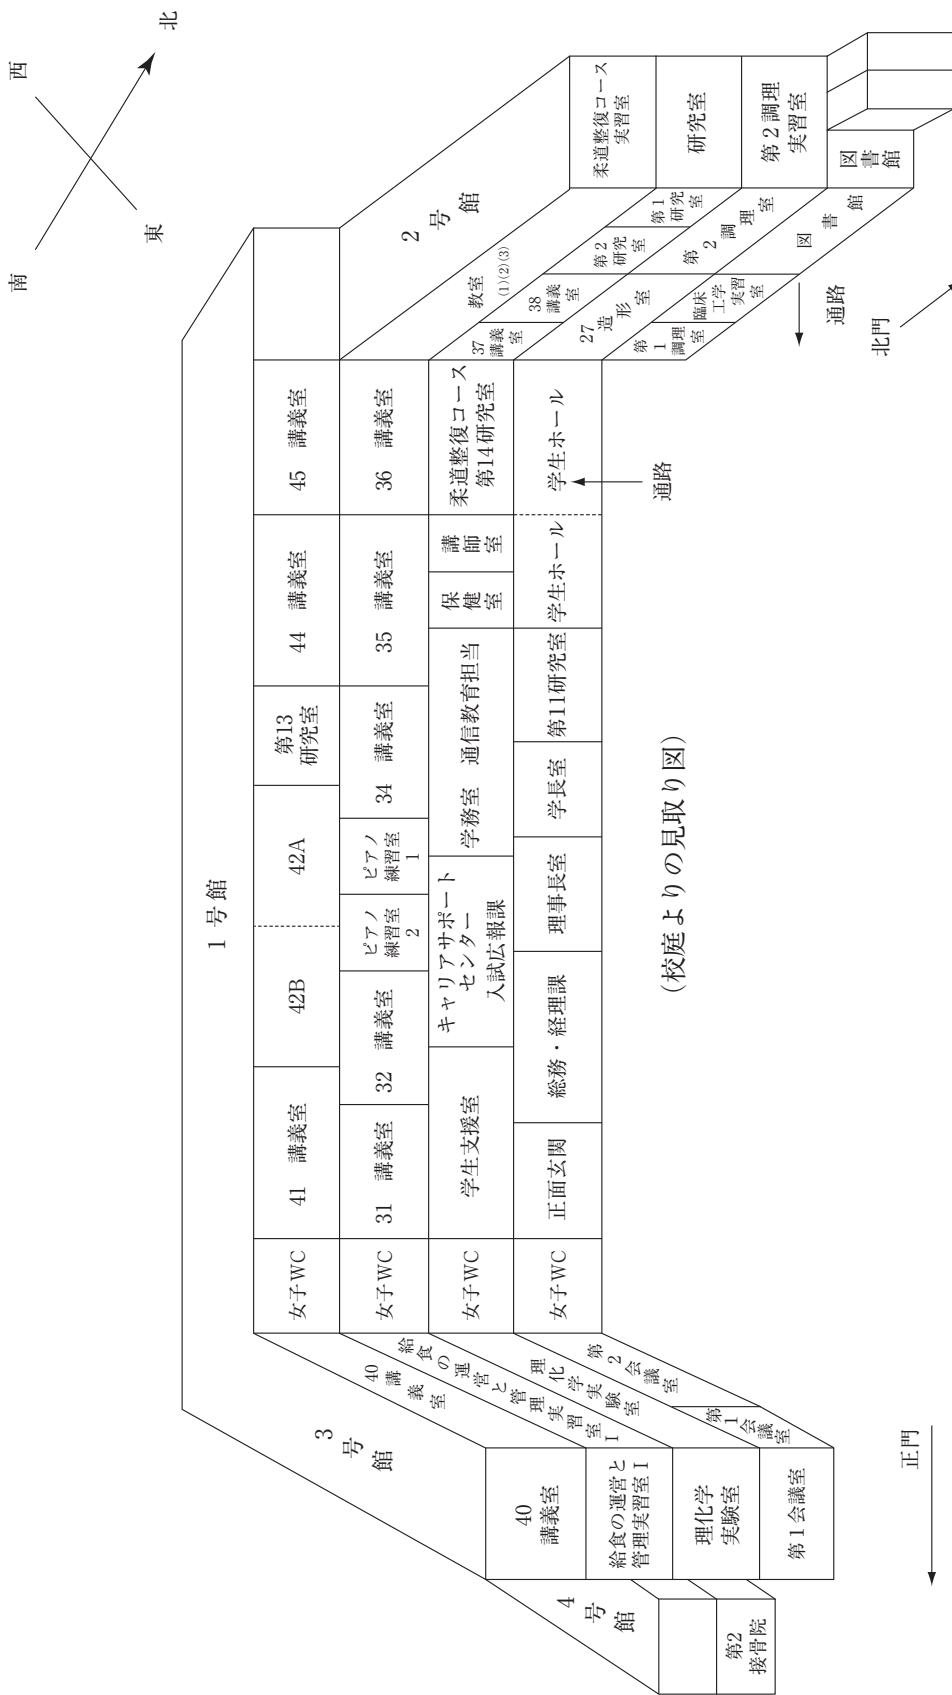 南
西
東
北
1 号 館
2 号 館
3 号 館
4 号 館
女子WC
41 講義室
42B
42A
第13
研究室
44 講義室
45 講義室
女子WC
31 講義室
32 講義室
ピアノ
練習室
2
ピアノ
練習室
1
34 講義室
35 講義室
36 講義室
女子WC
学生支援室
キャリアサポート
センター
入試広報課
学務室 通信教育担当
保健室
講師室
柔道整復コース
第14研究室
女子WC
正面玄関
総務・経理課
理事長室
学長室
第11研究室
学生ホール
学生ホール
通路
教室
(1)(2)(3)
37
講義室
38
講義室
第2
研究室
第1
研究室
27
造形室
第2調理室
第1
調理室
臨床
工学
実習室
図書館
柔道整復コース
実習室
研究室
第2調理
実習室
図書館
通路
北門
40
講義室
給食の運営と管理実習室Ⅰ
理化学実験室
第2会議室
第1会議室
40
講義室
給食の運営と
管理実習室Ⅰ
理化学
実験室
第1会議室
第2
接骨院
正門
(校庭よりの見取り図)